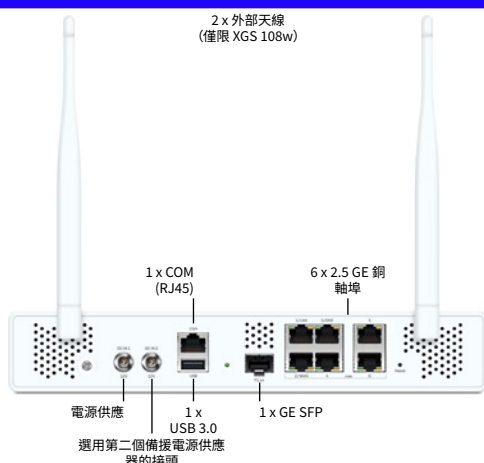 2 x 外部天線
（僅限 XGS 108w）
1 x COM
(RJ45)
6 x 2.5 GE 銅
軸埠
COM
USB
電源供應
1 x
USB 3.0
1 x GE SFP
選用第二個備援電源供應
器的接頭